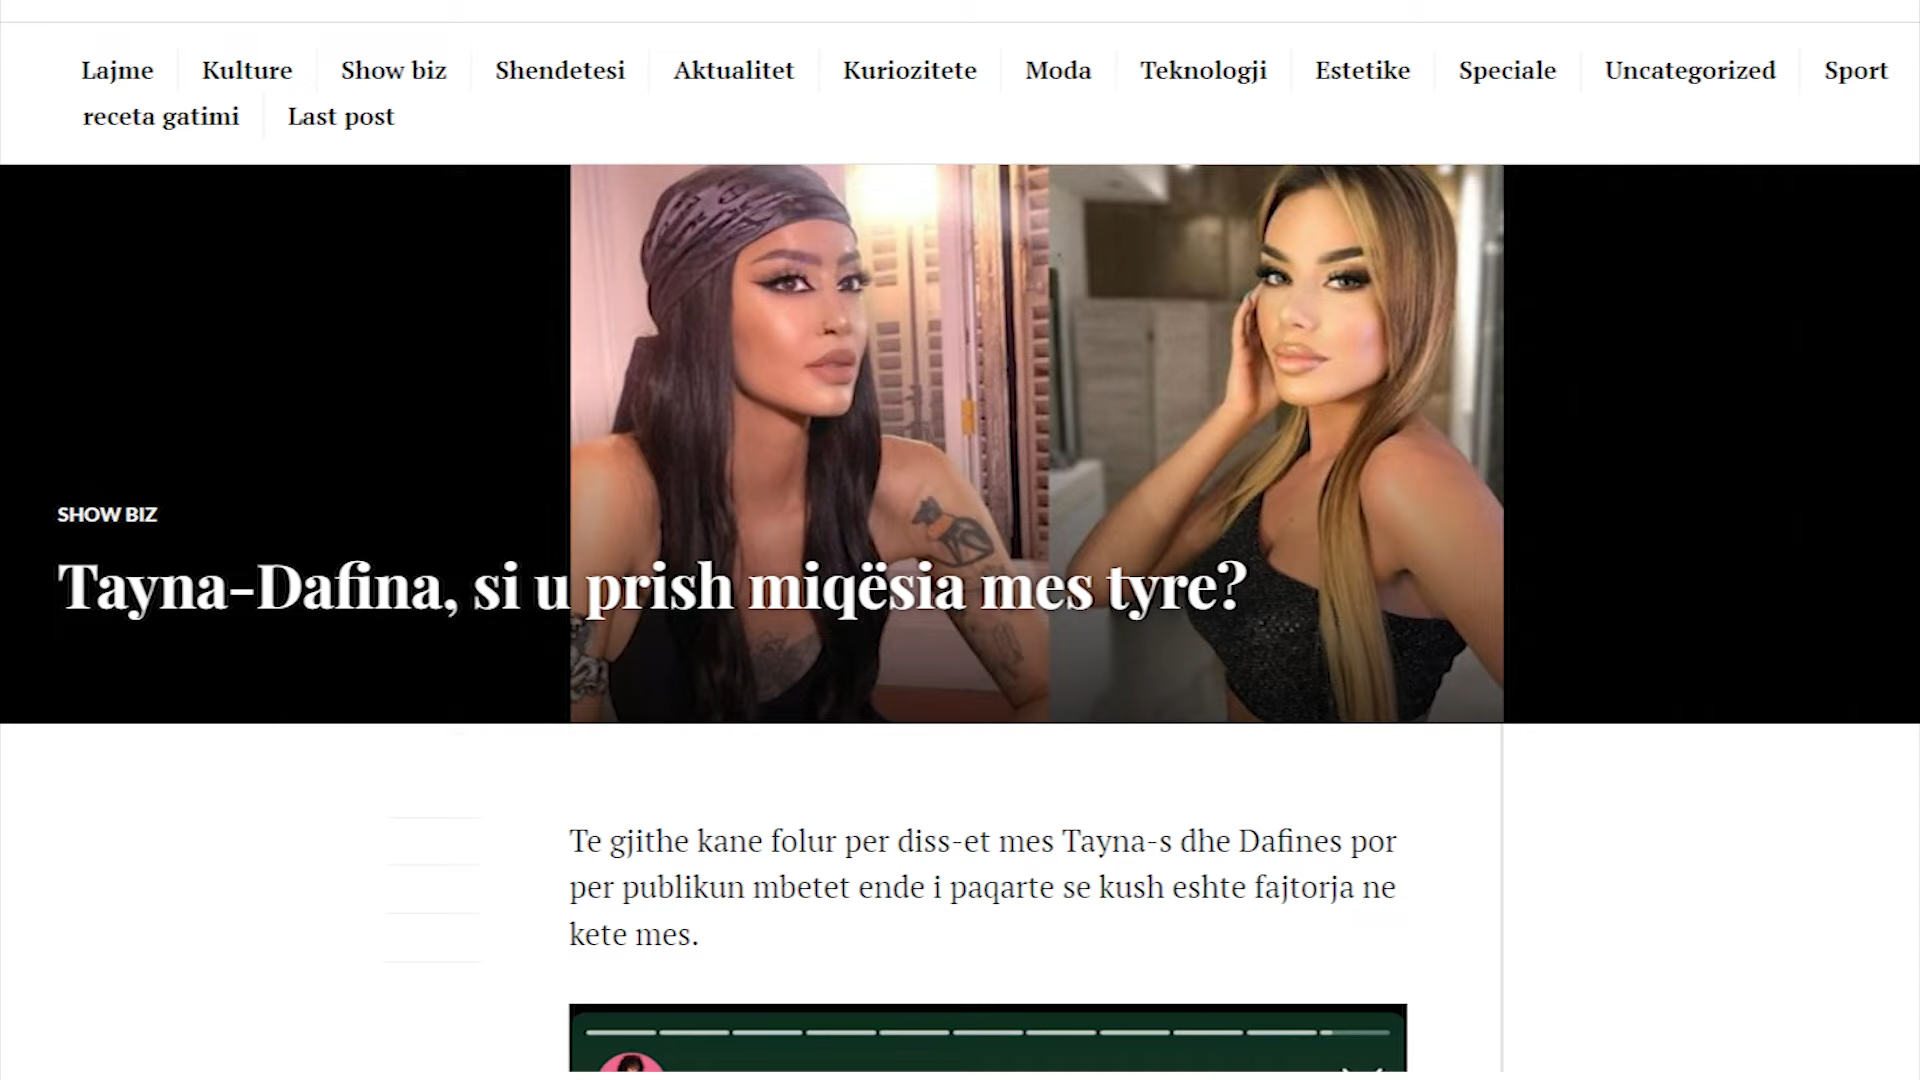 Lajme Kulture Show biz Shendetesi Aktualitet Kuriozitete Moda Teknologji Estetike Speciale Uncategorized Sport
receta gatimi Last post
SHOW BIZ
Tayna-Dafina, si u prish miqësia mes tyre?
Te gjithe kane folur per diss-et mes Tayna-s dhe Dafines por
per publikun mbetet ende i paqarte se kush eshte fajtorja ne
kete mes.